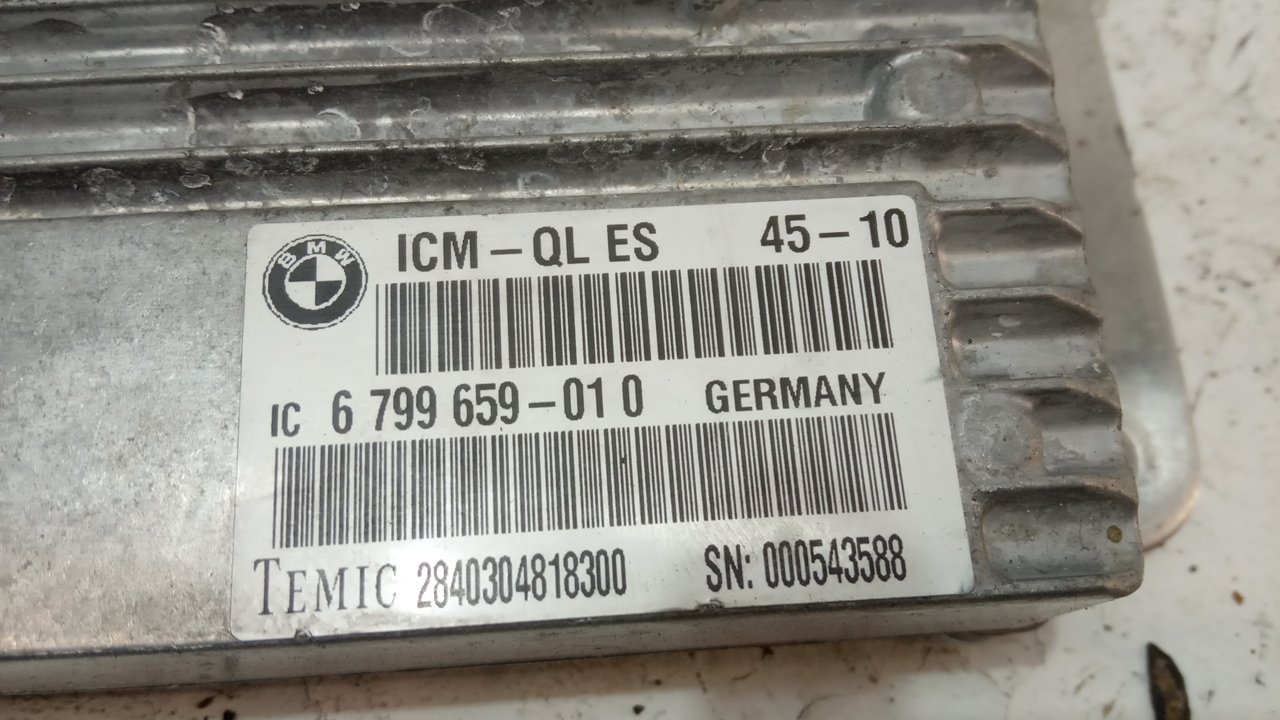 BMW
ICM – QL ES 45 – 10
IC 6 799 659 – 01 0 GERMANY
TEMIC 2840304818300 SN: 000543588